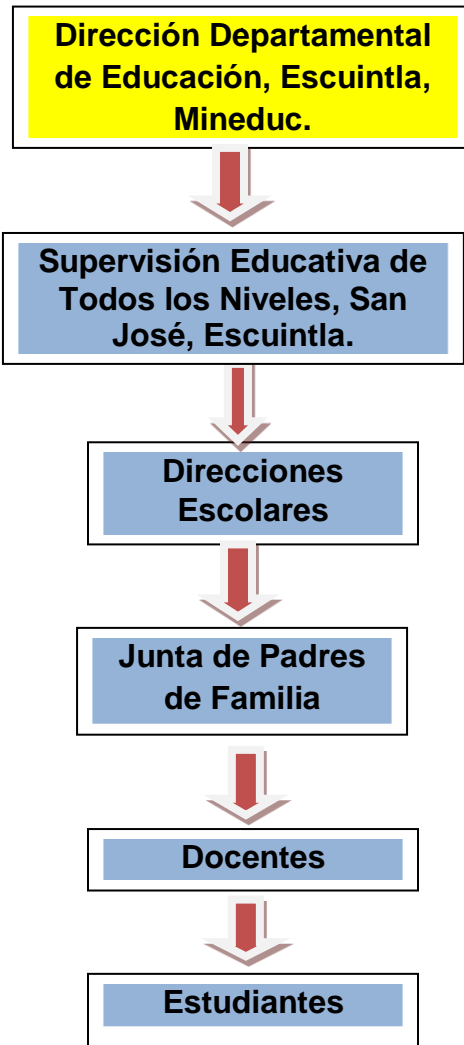 Dirección Departamental
de Educación, Escuintla,
Mineduc.
Supervisión Educativa de
Todos los Niveles, San
José, Escuintla.
Direcciones
Escolares
Junta de Padres
de Familia
Docentes
Estudiantes